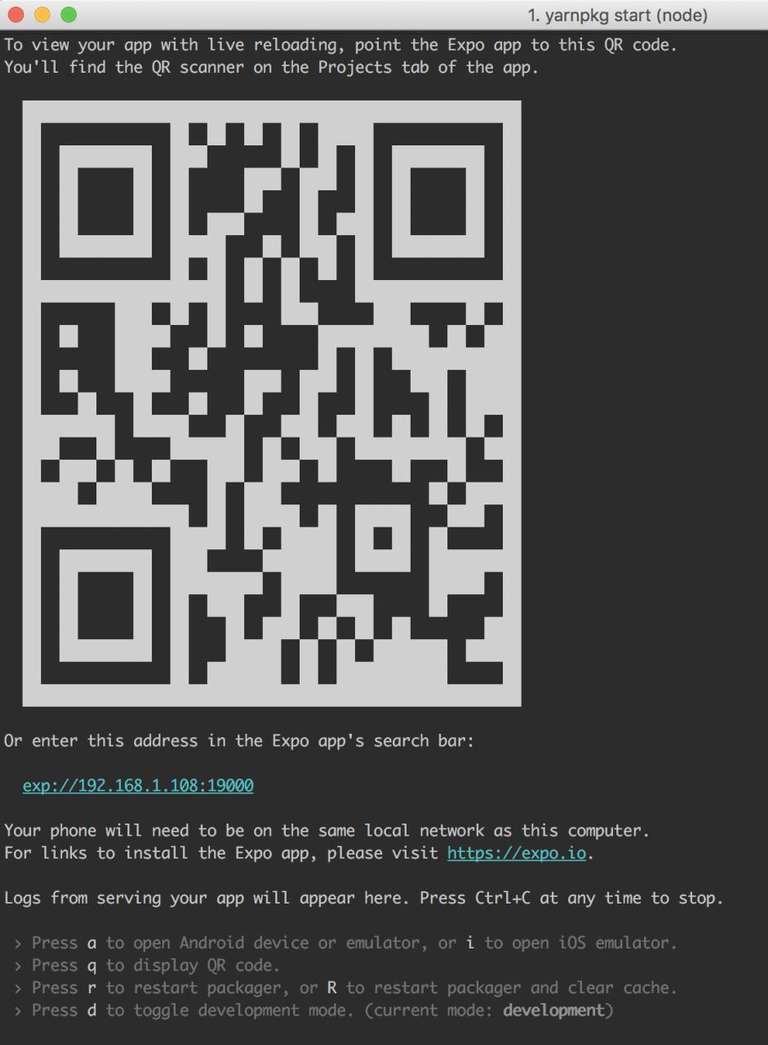 1. yarnpkg start (node)
To view your app with live reloading, point the Expo app to this QR code.
You'll find the QR scanner on the Projects tab of the app.
Or enter this address in the Expo app's search bar:
exp://192.168.1.108:19000
Your phone will need to be on the same local network as this computer.
For links to install the Expo app, please visit https://expo.io.
Logs from serving your app will appear here. Press Ctrl+C at any time to stop.
› Press a to open Android device or emulator, or i to open iOS emulator.
› Press q to display QR code.
› Press r to restart packager, or R to restart packager and clear cache.
› Press d to toggle development mode. (current mode: development)